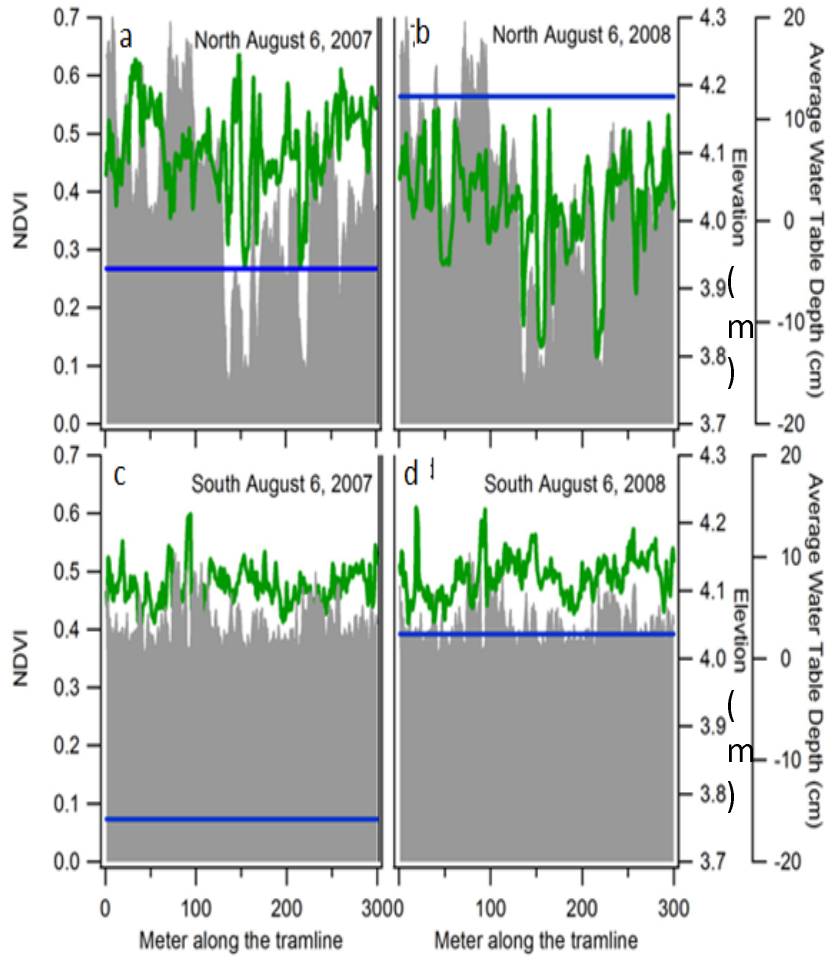 a
North August 6, 2007
b
North August 6, 2008
0.7
0.6
0.5
0.4
0.3
0.2
0.1
0.0
NDVI
4.3
4.2
4.1
4.0
3.9
3.8
3.7
Elevation
(
m
)
20
10
0
-10
-20
Average Water Table Depth (cm)
c
South August 6, 2007
d
South August 6, 2008
0.7
0.6
0.5
0.4
0.3
0.2
0.1
0.0
NDVI
4.3
4.2
4.1
4.0
3.9
3.8
3.7
Elevtion
(
m
)
20
10
0
-10
-20
Average Water Table Depth (cm)
0 100 200 3000 100 200 300
Meter along the tramline
Meter along the tramline